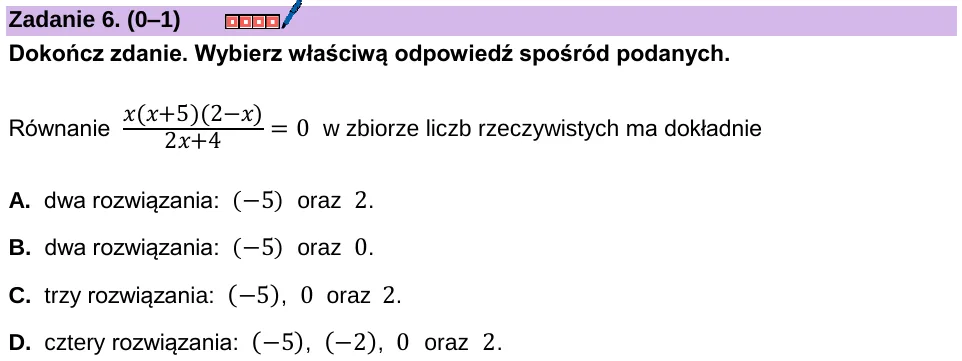 Zadanie 6. (0–1)
Dokończ zdanie. Wybierz właściwą odpowiedź spośród podanych.
Równanie x(x+5)(2−x)/2x+4 = 0 w zbiorze liczb rzeczywistych ma dokładnie
A. dwa rozwiązania: (−5) oraz 2.
B. dwa rozwiązania: (−5) oraz 0.
C. trzy rozwiązania: (−5), 0 oraz 2.
D. cztery rozwiązania: (−5), (−2), 0 oraz 2.